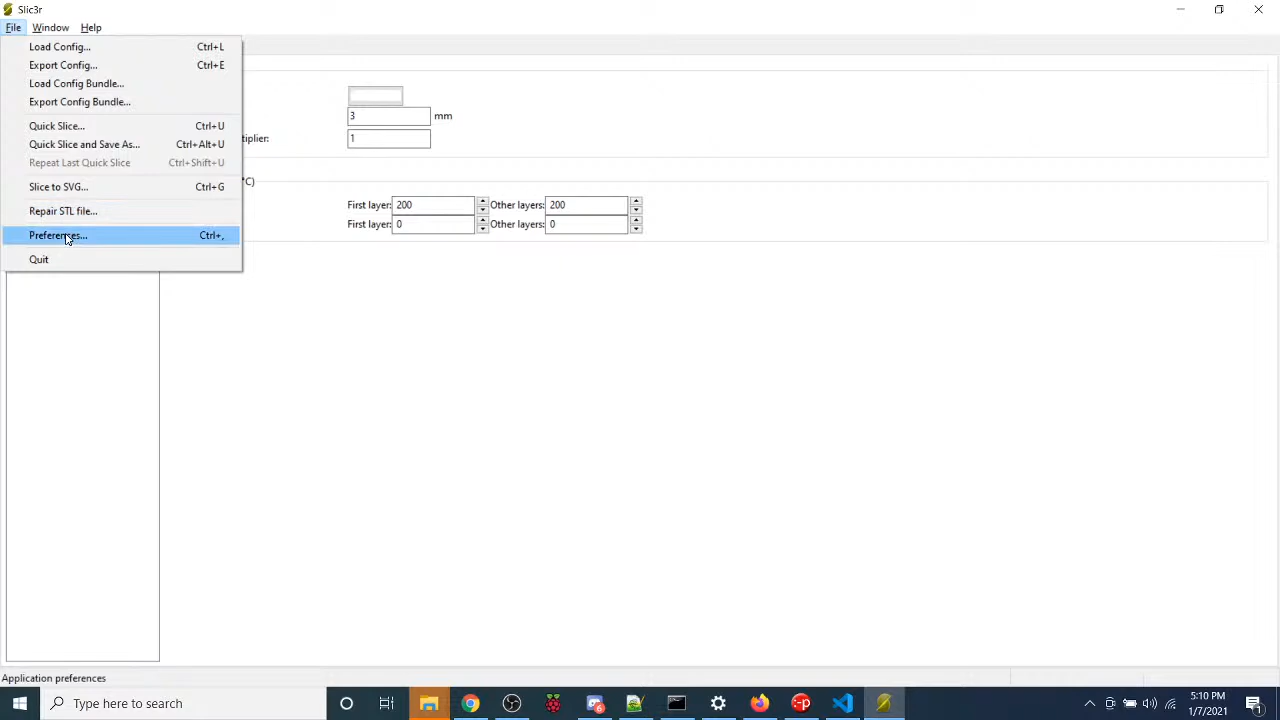 Slic3r
File Window Help
Load Config... Ctrl+L
Export Config... Ctrl+E
Load Config Bundle...
Export Config Bundle...
3 mm
Quick Slice... Ctrl+U
tiplier: 1
Quick Slice and Save As... Ctrl+Alt+U
Repeat Last Quick Slice Ctrl+Shift+U
°C)
Slice to SVG... Ctrl+G
First layer: 200 Other layers: 200
Repair STL file...
First layer: 0 Other layers: 0
Preferences... Ctrl+,
Quit
Application preferences
Type here to search
5:10 PM
1/7/2021